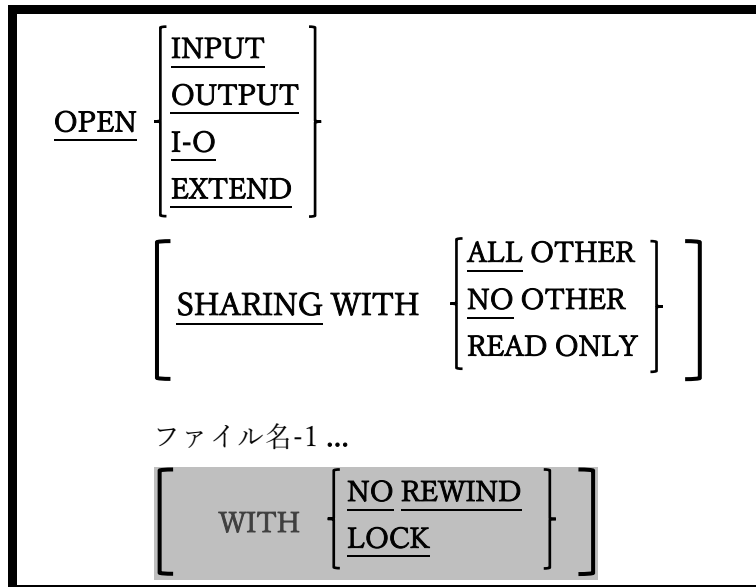 INPUT
OUTPUT
OPEN
I-O
EXTEND
ALL OTHER
SHARING WITH
NO OTHER
READ ONLY
ファイル名-1 ...
NO REWIND
WITH
LOCK